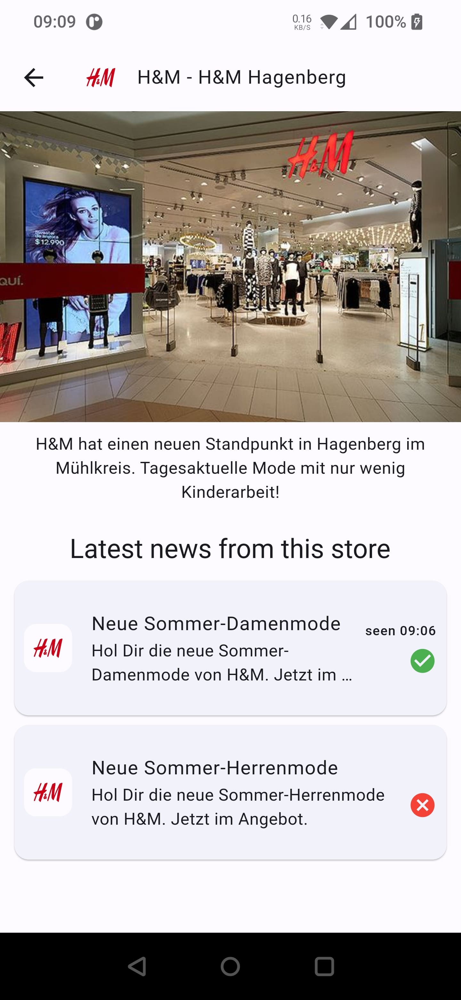 09:09
0.16
KB/S
100%
H&M
H&M - H&M Hagenberg
H&M
sweater
de angora
$12.990
QUÍ.
M
H&M hat einen neuen Standpunkt in Hagenberg im
Mühlkreis. Tagesaktuelle Mode mit nur wenig
Kinderarbeit!
Latest news from this store
H&M
Neue Sommer-Damenmode
seen 09:06
Hol Dir die neue Sommer-
Damenmode von H&M. Jetzt im …
H&M
Neue Sommer-Herrenmode
Hol Dir die neue Sommer-Herrenmode
von H&M. Jetzt im Angebot.